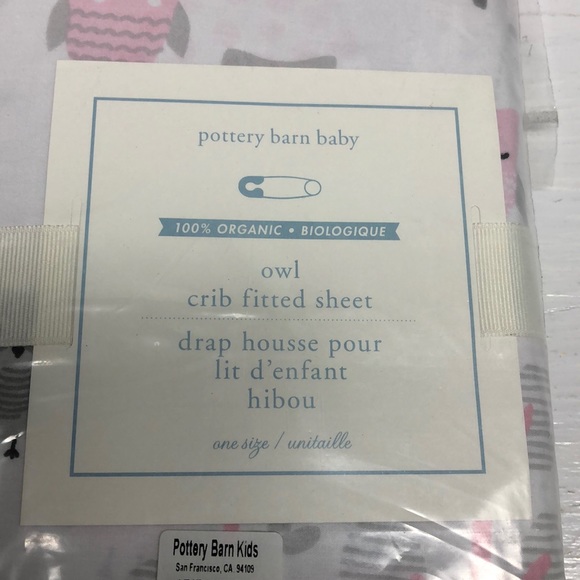 pottery barn baby
100% ORGANIC • BIOLOGIQUE
owl
crib fitted sheet
drap housse pour
lit d'enfant
hibou
one size / unitaille
Pottery Barn Kids
San Francisco, CA 94109